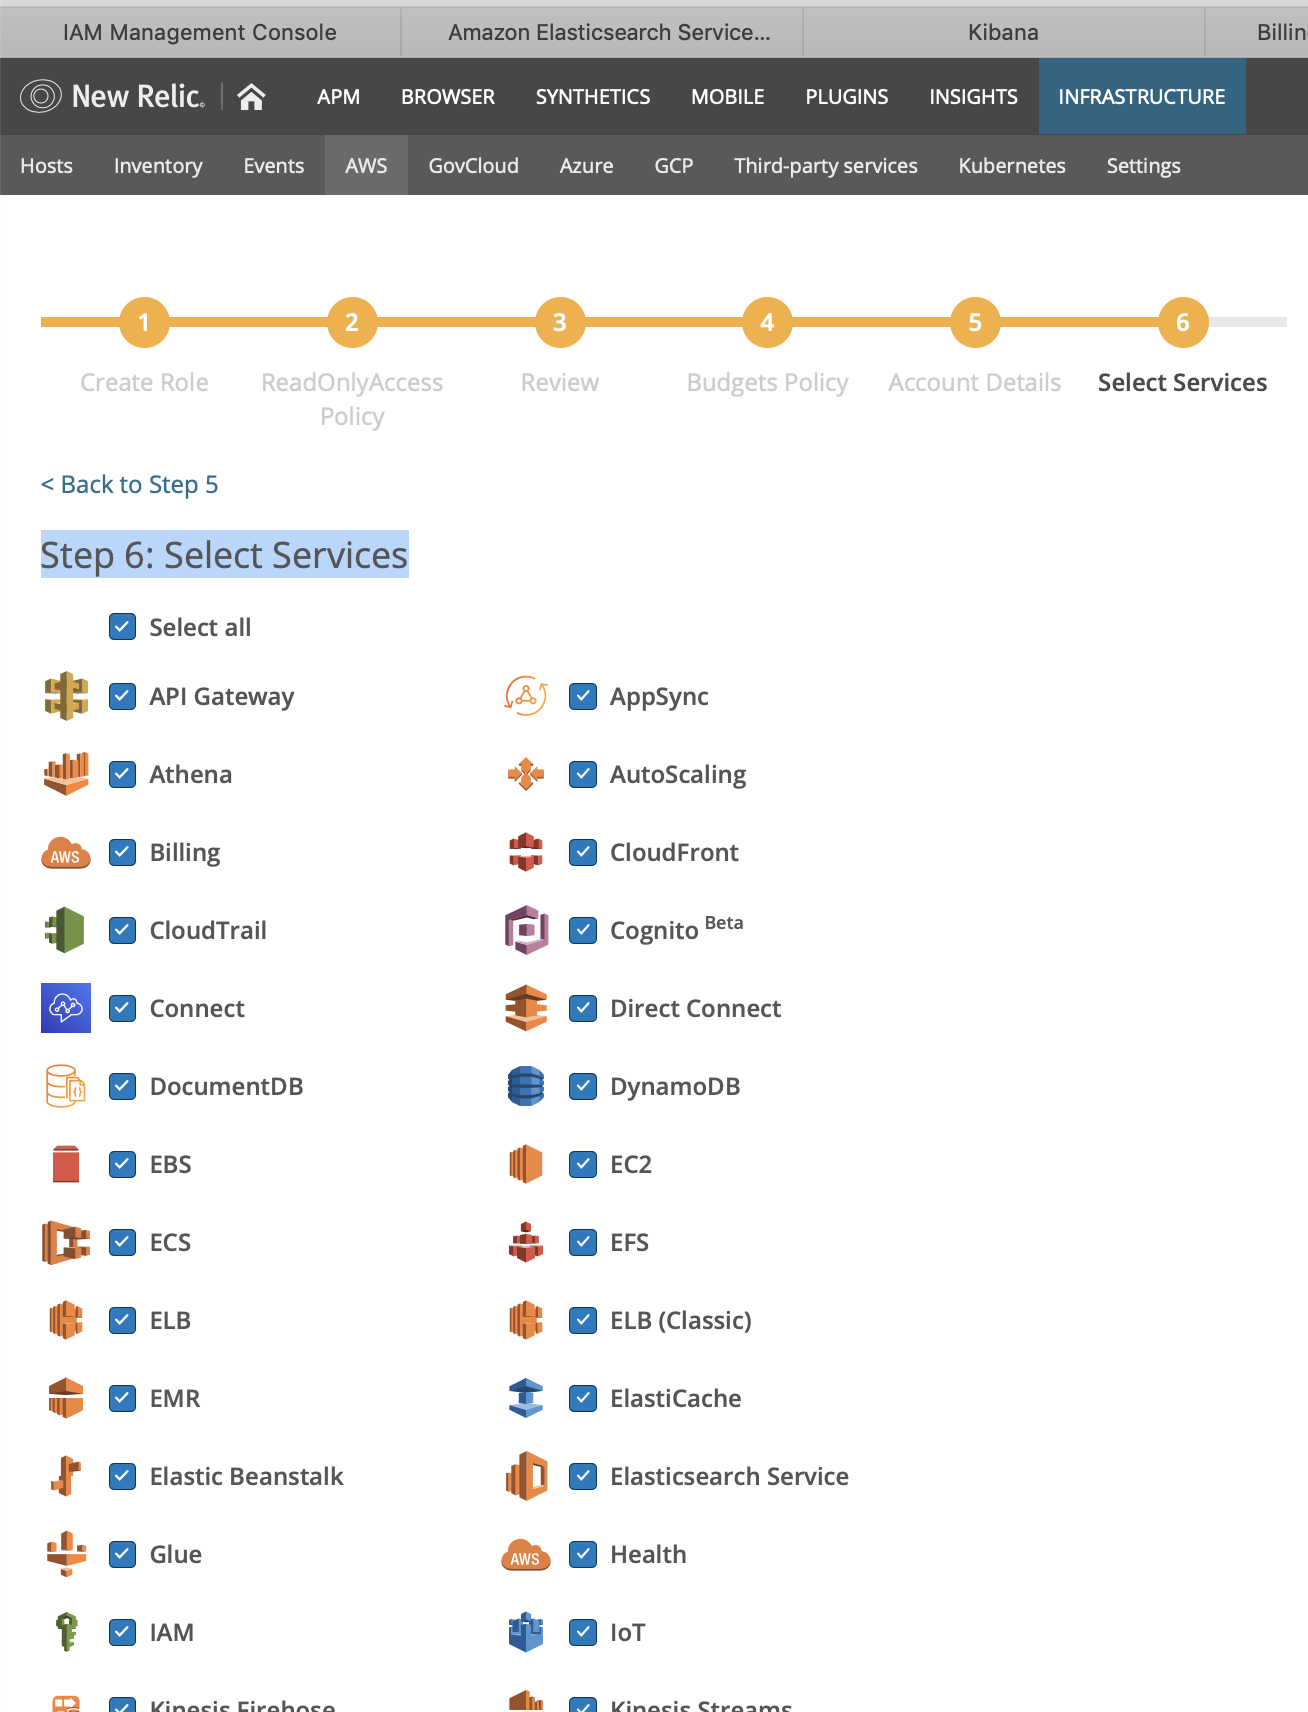 IAM Management Console Amazon Elasticsearch Service... Kibana
New Relic. APM BROWSER SYNTHETICS MOBILE PLUGINS INSIGHTS INFRASTRUCTURE
Hosts Inventory Events AWS GovCloud Azure GCP Third-party services Kubernetes Settings
1 2 3 4 5 6
Create Role ReadOnlyAccess Review Budgets Policy Account Details Select Services
Policy
< Back to Step 5
Step 6: Select Services
Select all
API Gateway AppSync
Athena AutoScaling
AWS Billing CloudFront
CloudTrail Cognito Beta
Connect Direct Connect
DocumentDB DynamoDB
EBS EC2
ECS EFS
ELB ELB (Classic)
EMR ElastiCache
Elastic Beanstalk Elasticsearch Service
Glue AWS Health
IAM IoT
Kinesis Firehose Kinesis Streams